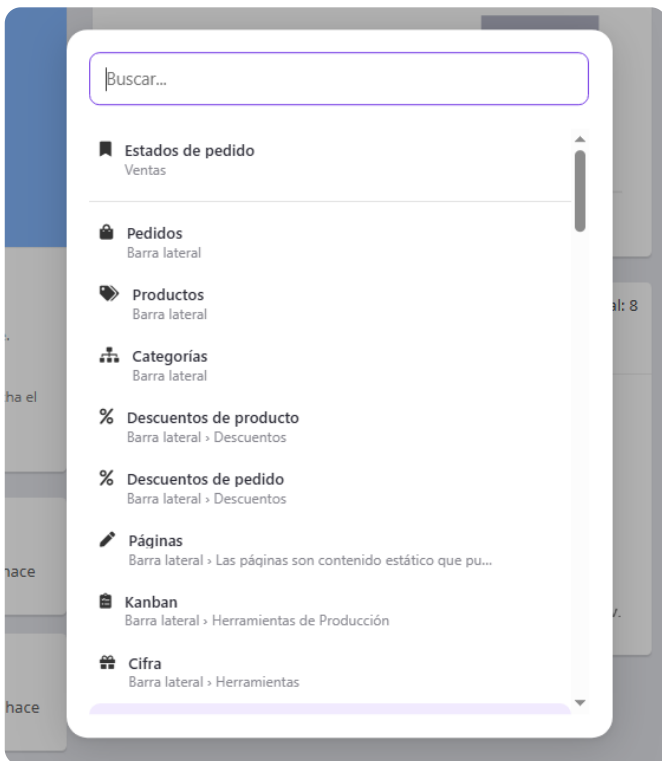 Buscar...
Estados de pedido
Ventas
Pedidos
Barra lateral
Productos
Barra lateral
al: 8
Categorías
Barra lateral
ha el
Descuentos de producto
Barra lateral › Descuentos
Descuentos de pedido
Barra lateral › Descuentos
Páginas
Barra lateral › Las páginas son contenido estático que pu...
hace
Kanban
Barra lateral › Herramientas de Producción
Cifra
Barra lateral › Herramientas
hace